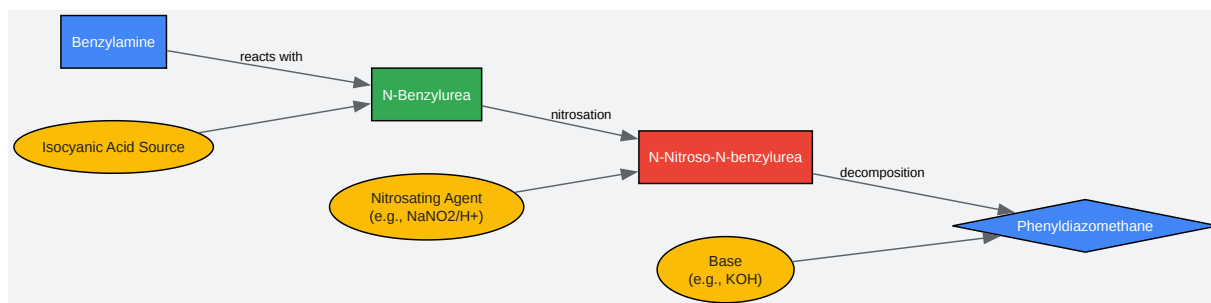 Benzylamine
reacts with
N-Benzylurea
Isocyanic Acid Source
nitrosation
N-Nitroso-N-benzylurea
Nitrosating Agent
(e.g., NaNO2/H+)
decomposition
Phenyldiazomethane
Base
(e.g., KOH)